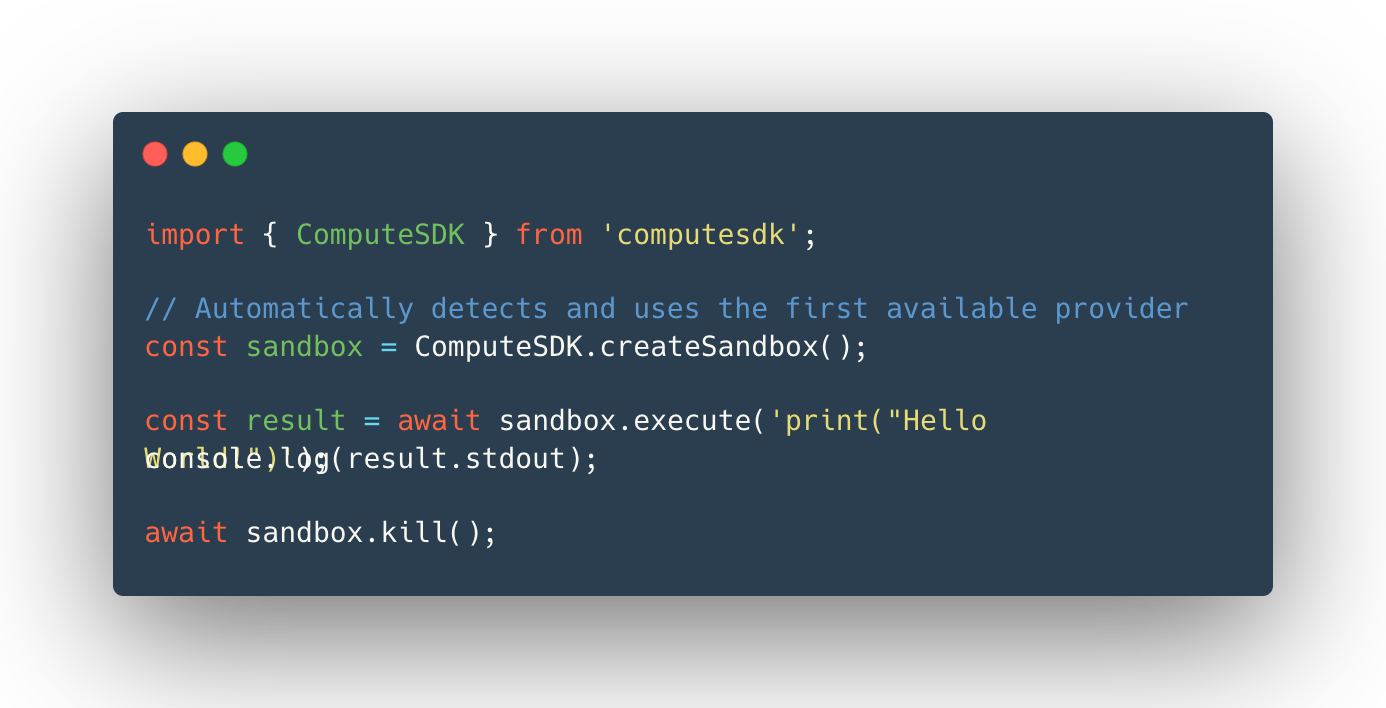 import { ComputeSDK } from 'computesdk';
// Automatically detects and uses the first available provider
const sandbox = ComputeSDK.createSandbox();
const result = await sandbox.execute('print("Hello
World!")');
console.log(result.stdout);
await sandbox.kill();